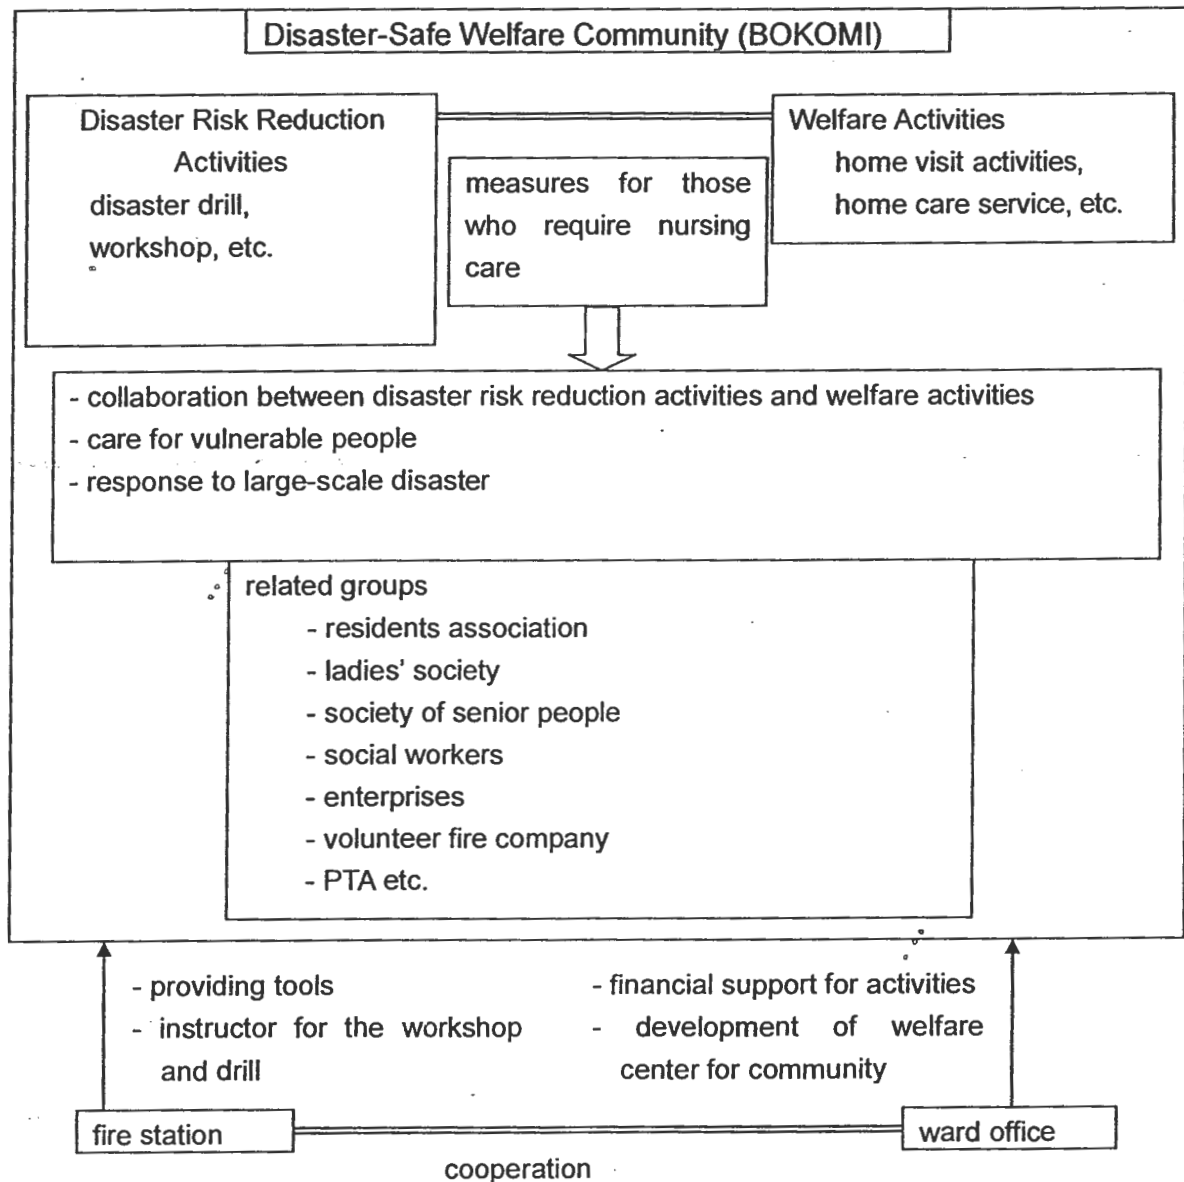 Disaster-Safe Welfare Community (BOKOMI)
Disaster Risk Reduction
Activities
disaster drill,
workshop, etc.
measures for those
who require nursing
care
Welfare Activities
home visit activities,
home care service, etc.
- collaboration between disaster risk reduction activities and welfare activities
- care for vulnerable people
- response to large-scale disaster
related groups
- residents association
- ladies' society
- society of senior people
- social workers
- enterprises
- volunteer fire company
- PTA etc.
- providing tools
- instructor for the workshop
and drill
- financial support for activities
- development of welfare
center for community
fire station
cooperation
ward office